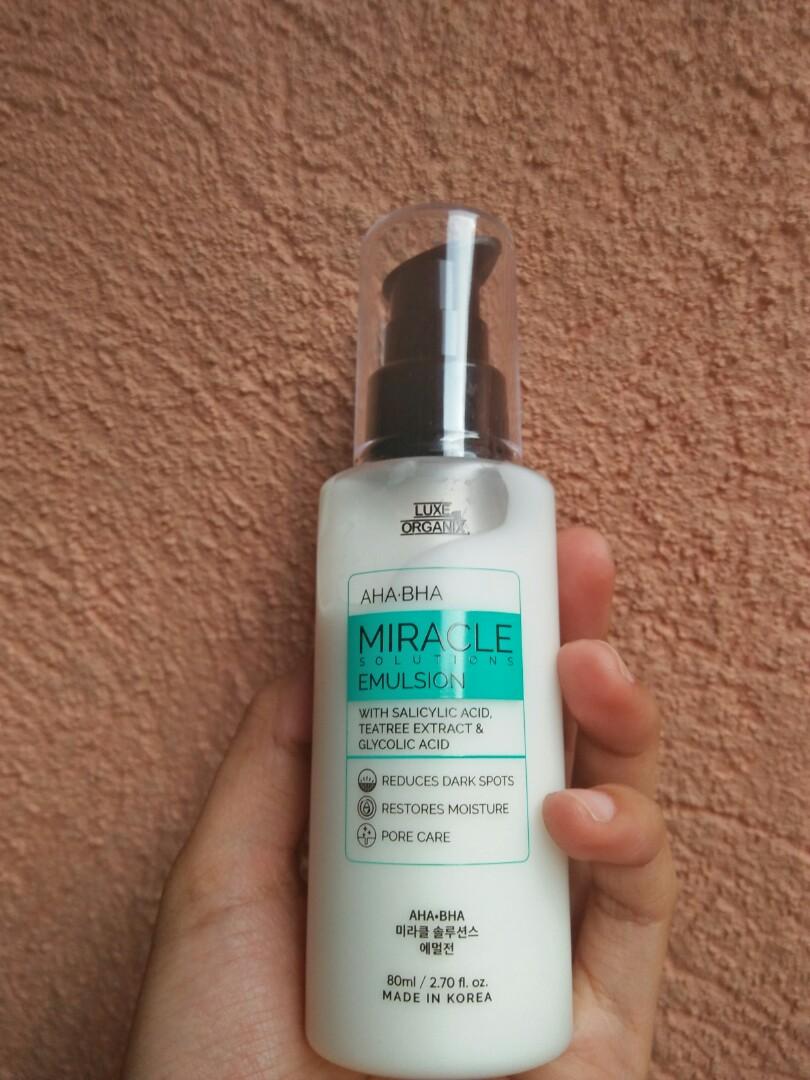 LUXE
ORGANIX
AHA·BHA
MIRACLE
SOLUTIONS
EMULSION
WITH SALICYLIC ACID,
TEATREE EXTRACT &
GLYCOLIC ACID
REDUCES DARK SPOTS
RESTORES MOISTURE
PORE CARE
AHA•BHA
미라클 솔루션스
에멀전
80ml / 2.70 fl. oz.
MADE IN KOREA